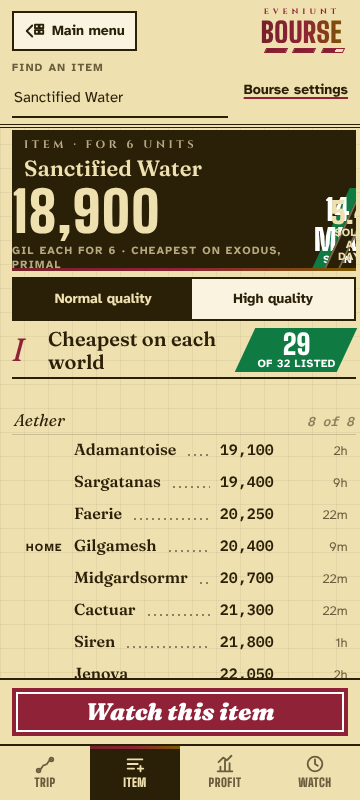 Main menu
EVENIUNT
BOURSE
FIND AN ITEM
Sanctified Water
Bourse settings
ITEM · FOR 6 UNITS
Sanctified Water
18,900
GIL EACH FOR 6 · CHEAPEST ON EXODUS,
PRIMAL
Normal quality
High quality
I
Cheapest on each
world
29
OF 32 LISTED
Aether
8 of 8
Adamantoise .... 19,100 2h
Sargatanas ....... 19,400 9h
Faerie ............. 20,250 22m
HOME Gilgamesh ....... 20,400 9m
Midgardsormr .. 20,700 22m
Cactuar ........... 21,300 22m
Siren .............. 21,800 1h
Jenova ............ 22,050 2h
Watch this item
TRIP
ITEM
PROFIT
WATCH